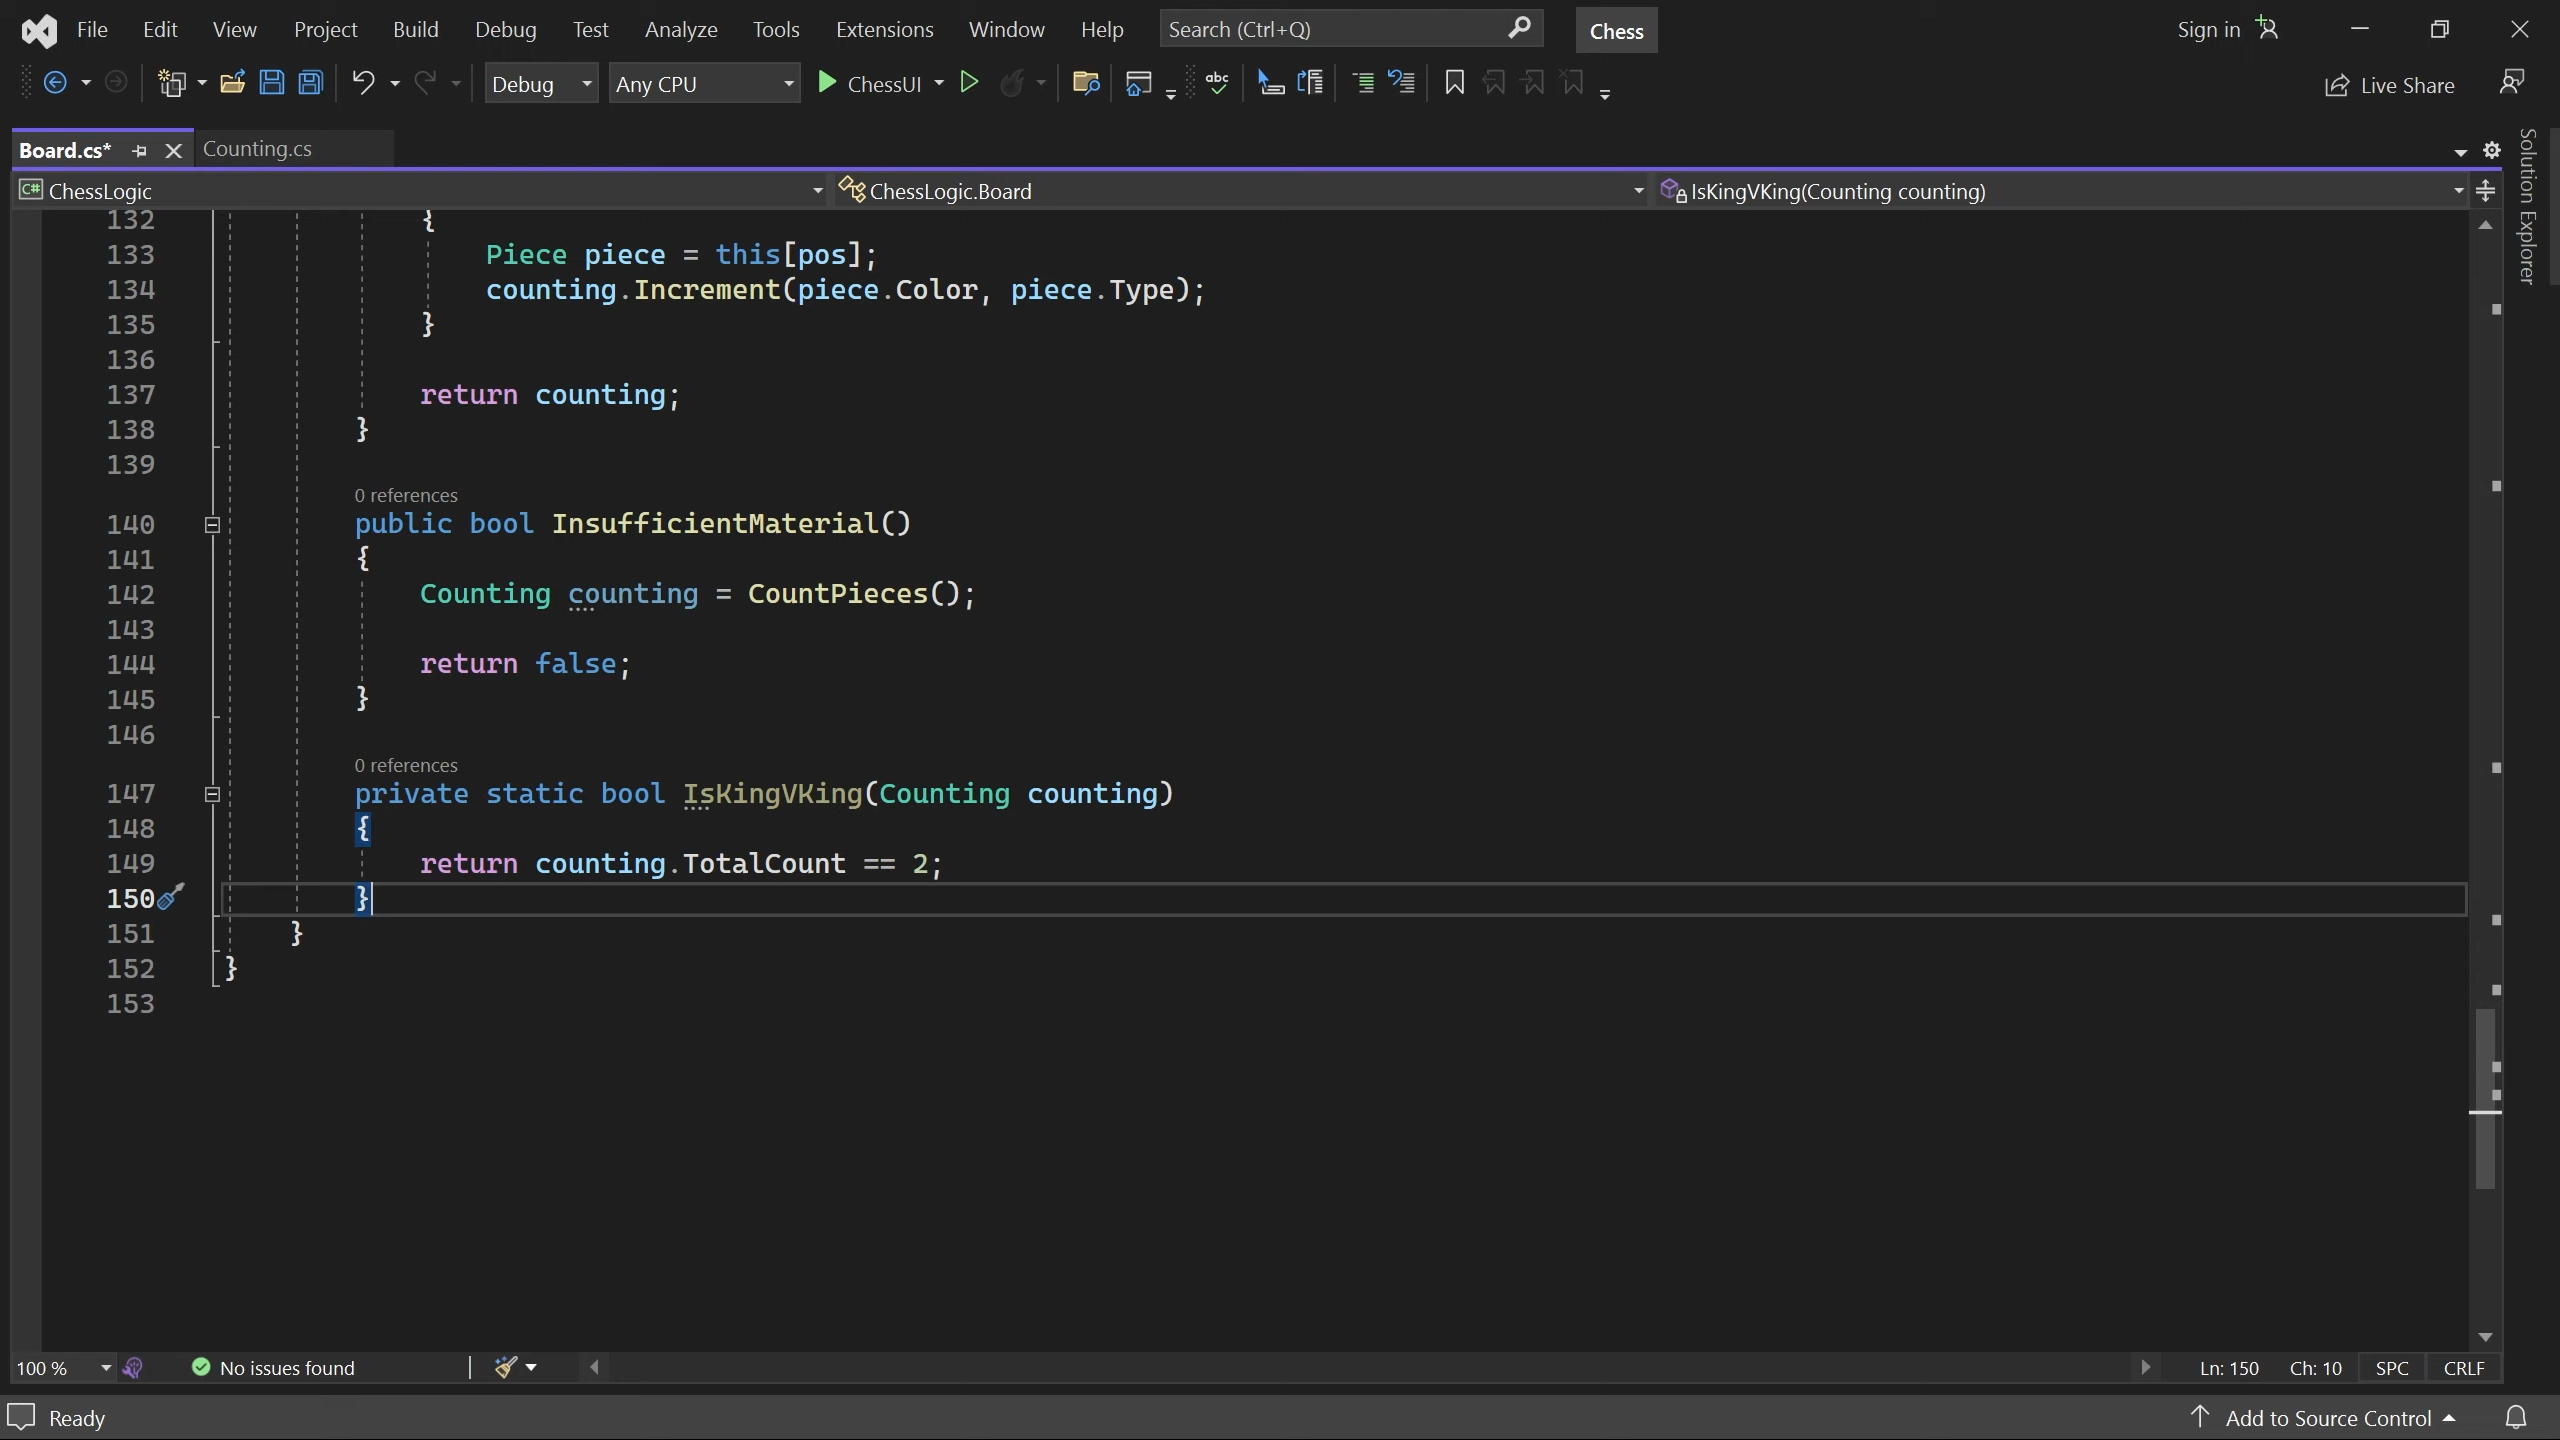 File Edit View Project Build Debug Test Analyze Tools Extensions Window Help Search (Ctrl+Q) Chess Sign in
Debug Any CPU ChessUI abc Live Share
Board.cs* Counting.cs
Solution Explorer
C# ChessLogic ChessLogic.Board IsKingVKing(Counting counting)
132 {
133 Piece piece = this[pos];
134 counting.Increment(piece.Color, piece.Type);
135 }
136
137 return counting;
138 }
139
0 references
140 public bool InsufficientMaterial()
141 {
142 Counting counting = CountPieces();
143
144 return false;
145 }
146
0 references
147 private static bool IsKingVKing(Counting counting)
148 {
149 return counting.TotalCount == 2;
150 }
151 }
152 }
153
100 % No issues found Ln: 150 Ch: 10 SPC CRLF
Ready Add to Source Control